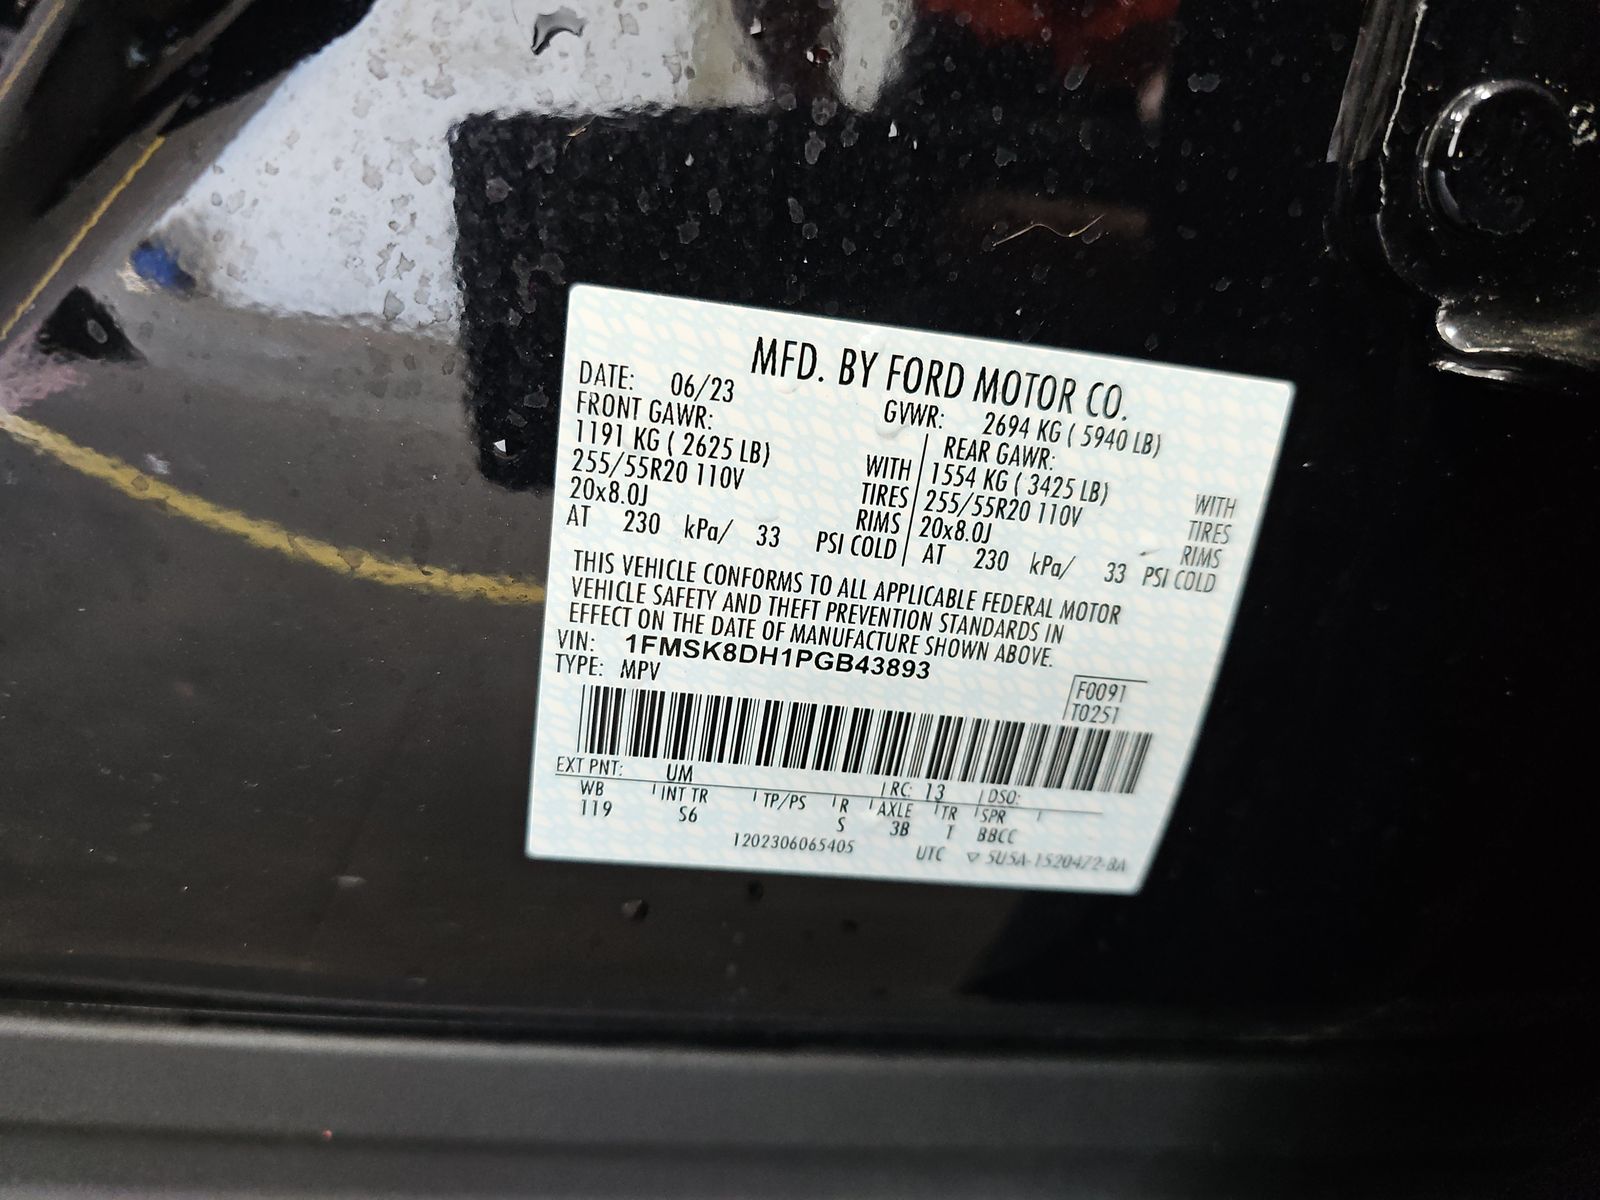 MFD. BY FORD MOTOR CO.
DATE: 06/23 GVWR: 2694 KG ( 5940 LB)
FRONT GAWR: REAR GAWR:
1191 KG ( 2625 LB) WITH 1554 KG ( 3425 LB) WITH
255/55R20 110V TIRES 255/55R20 110V TIRES
20x8.0J RIMS 20x8.0J RIMS
AT 230 kPa/ 33 PSI COLD AT 230 kPa/ 33 PSI COLD
THIS VEHICLE CONFORMS TO ALL APPLICABLE FEDERAL MOTOR
VEHICLE SAFETY AND THEFT PREVENTION STANDARDS IN
EFFECT ON THE DATE OF MANUFACTURE SHOWN ABOVE.
VIN: 1FMSK8DH1PGB43893
TYPE: MPV
F0091
T0251
EXT PNT: UM RC: 13 DSO:
WB INT TR TP/PS R AXLE TR SPR
119 S6 S 3B T BBCC
1202306065405 UTC ▽ 5U5A-1520472-BA